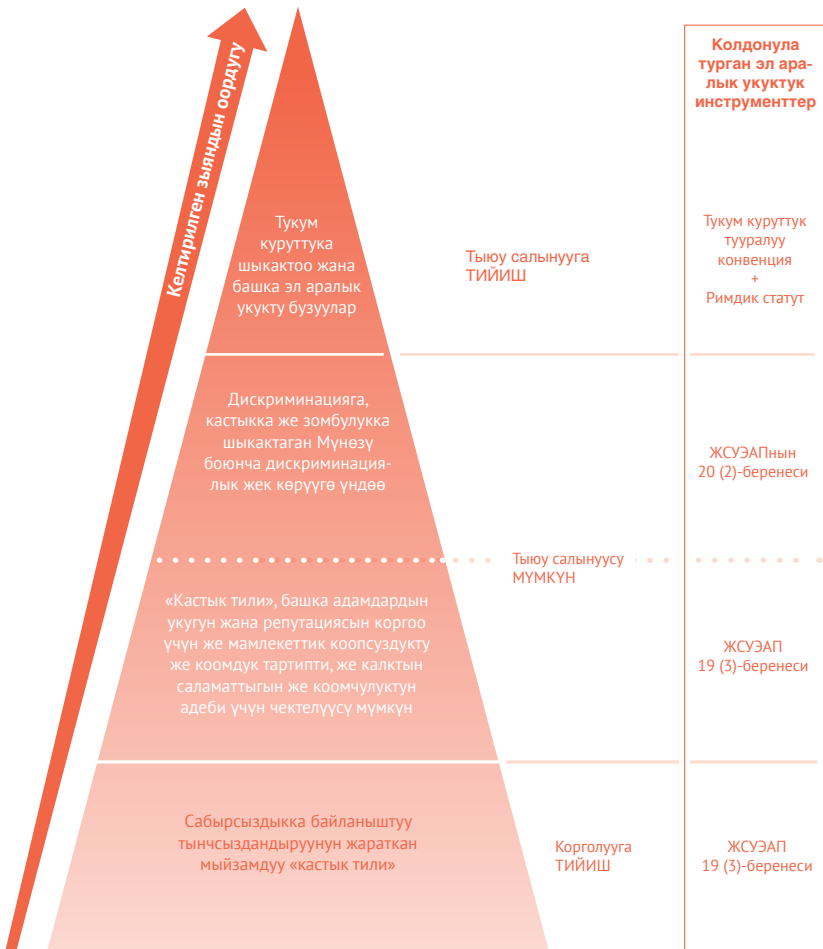 Келтирилген зыяндын оордугу
Колдонула
турган эл ара-
лык укуктук
инструменттер
Тукум
куруттука
шыкактоо жана
башка эл аралык
укукту бузуулар
Тыюу салынууга
ТИЙИШ
Тукум куруттук
тууралуу
конвенция
+
Римдик статут
Дискриминацияга,
кастыкка же зомбулукка
шыкактаган Мүнөзү
боюнча дискриминация-
лык жек көрүүгө үндөө
ЖСУЭАПнын
20 (2)-беренеси
Тыюу салынуусу
МҮМКҮН
«Кастык тили», башка адамдардын
укугун жана репутациясын коргоо
үчүн же мамлекеттик коопсуздукту
же коомдук тартипти, же калктын
саламаттыгын же коомчулуктун
адеби үчүн чектелүүсү мүмкүн
ЖСУЭАП
19 (3)-беренеси
Сабырсыздыкка байланыштуу
тынчсыздандыруунун жараткан
мыйзамдуу «кастык тили»
Корголууга
ТИЙИШ
ЖСУЭАП
19 (3)-беренеси